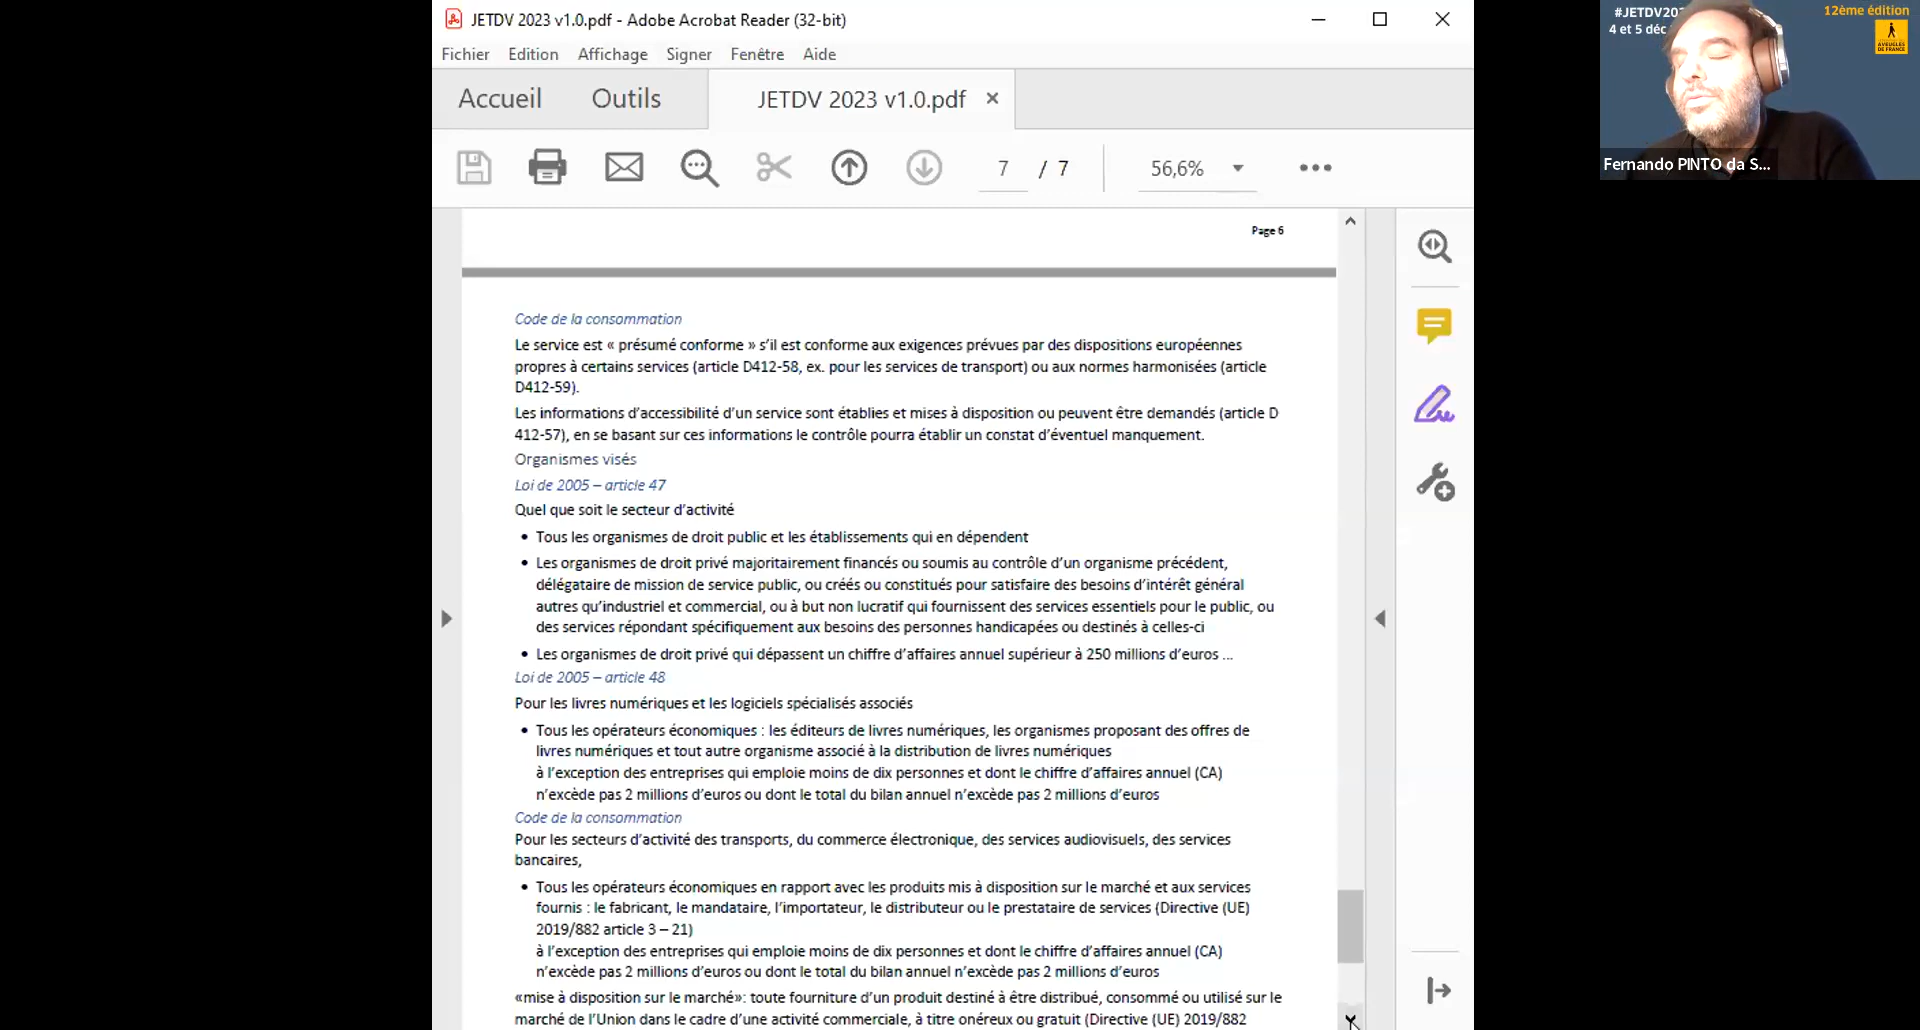 JETDV 2023 v1.0.pdf - Adobe Acrobat Reader (32-bit)
Fichier Edition Affichage Signer Fenêtre Aide
Accueil Outils JETDV 2023 v1.0.pdf
7 / 7 56,6%
Page 6
Code de la consommation
Le service est « présumé conforme » s’il est conforme aux exigences prévues par des dispositions européennes
propres à certains services (article D412-58, ex. pour les services de transport) ou aux normes harmonisées (article
D412-59).
Les informations d’accessibilité d’un service sont établies et mises à disposition ou peuvent être demandés (article D
412-57), en se basant sur ces informations le contrôle pourra établir un constat d’éventuel manquement.
Organismes visés
Loi de 2005 – article 47
Quel que soit le secteur d’activité
• Tous les organismes de droit public et les établissements qui en dépendent
• Les organismes de droit privé majoritairement financés ou soumis au contrôle d’un organisme précédent,
délégataire de mission de service public, ou créés ou constitués pour satisfaire des besoins d’intérêt général
autres qu’industriel et commercial, ou à but non lucratif qui fournissent des services essentiels pour le public, ou
des services répondant spécifiquement aux besoins des personnes handicapées ou destinés à celles-ci
• Les organismes de droit privé qui dépassent un chiffre d’affaires annuel supérieur à 250 millions d’euros ...
Loi de 2005 – article 48
Pour les livres numériques et les logiciels spécialisés associés
• Tous les opérateurs économiques : les éditeurs de livres numériques, les organismes proposant des offres de
livres numériques et tout autre organisme associé à la distribution de livres numériques
à l’exception des entreprises qui emploie moins de dix personnes et dont le chiffre d’affaires annuel (CA)
n’excède pas 2 millions d’euros ou dont le total du bilan annuel n’excède pas 2 millions d’euros
Code de la consommation
Pour les secteurs d’activité des transports, du commerce électronique, des services audiovisuels, des services
bancaires,
• Tous les opérateurs économiques en rapport avec les produits mis à disposition sur le marché et aux services
fournis : le fabricant, le mandataire, l’importateur, le distributeur ou le prestataire de services (Directive (UE)
2019/882 article 3 – 21)
à l’exception des entreprises qui emploie moins de dix personnes et dont le chiffre d’affaires annuel (CA)
n’excède pas 2 millions d’euros ou dont le total du bilan annuel n’excède pas 2 millions d’euros
«mise à disposition sur le marché»: toute fourniture d’un produit destiné à être distribué, consommé ou utilisé sur le
marché de l’Union dans le cadre d’une activité commerciale, à titre onéreux ou gratuit (Directive (UE) 2019/882
#JETDV202
4 et 5 déc
12ème édition
AVEUGLES
DE FRANCE
Fernando PINTO da S...